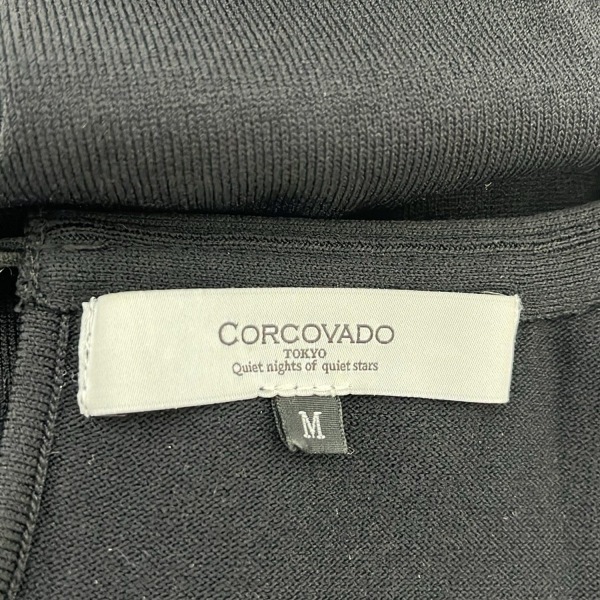 CORCOVADO
TOKYO
Quiet nights of quiet stars
M